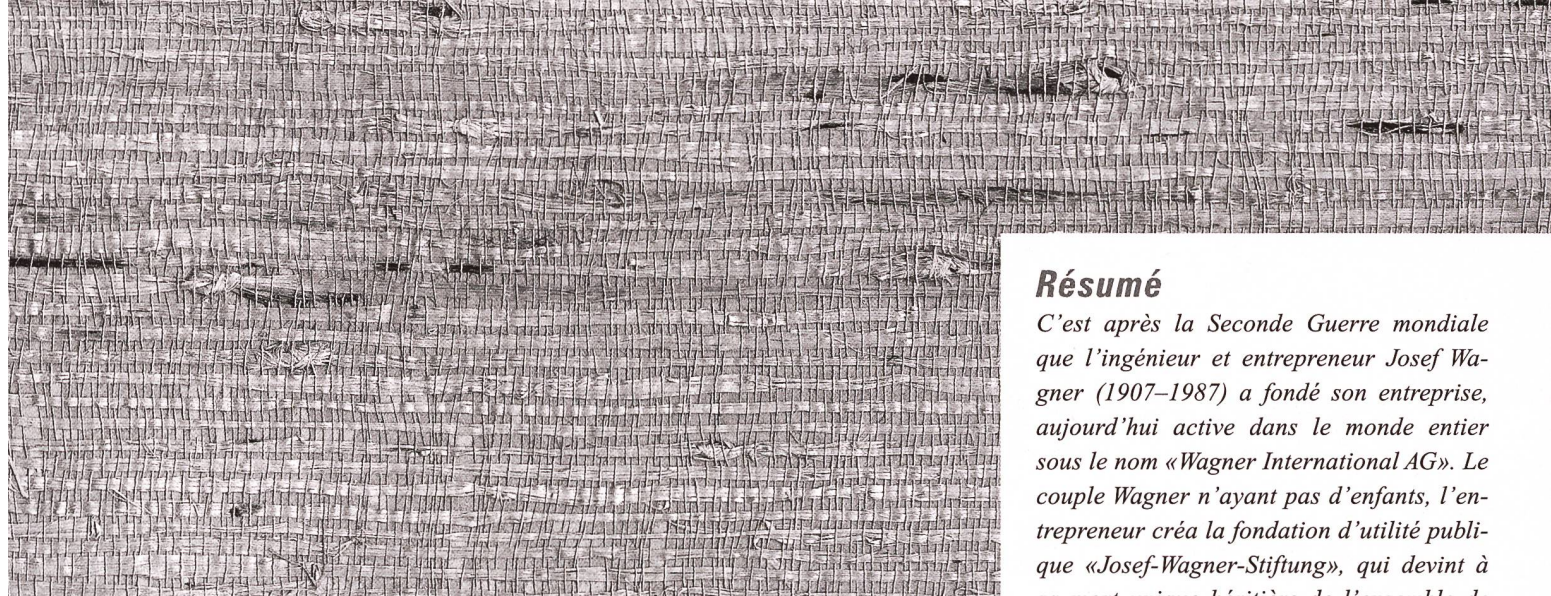 Résumé
C’est après la Seconde Guerre mondiale
que l’ingénieur et entrepreneur Josef Wa-
gner (1907–1987) a fondé son entreprise,
aujourd’hui active dans le monde entier
sous le nom «Wagner International AG». Le
couple Wagner n’ayant pas d’enfants, l’en-
trepreneur créa la fondation d’utilité publi-
que «Josef-Wagner-Stiftung», qui devint à